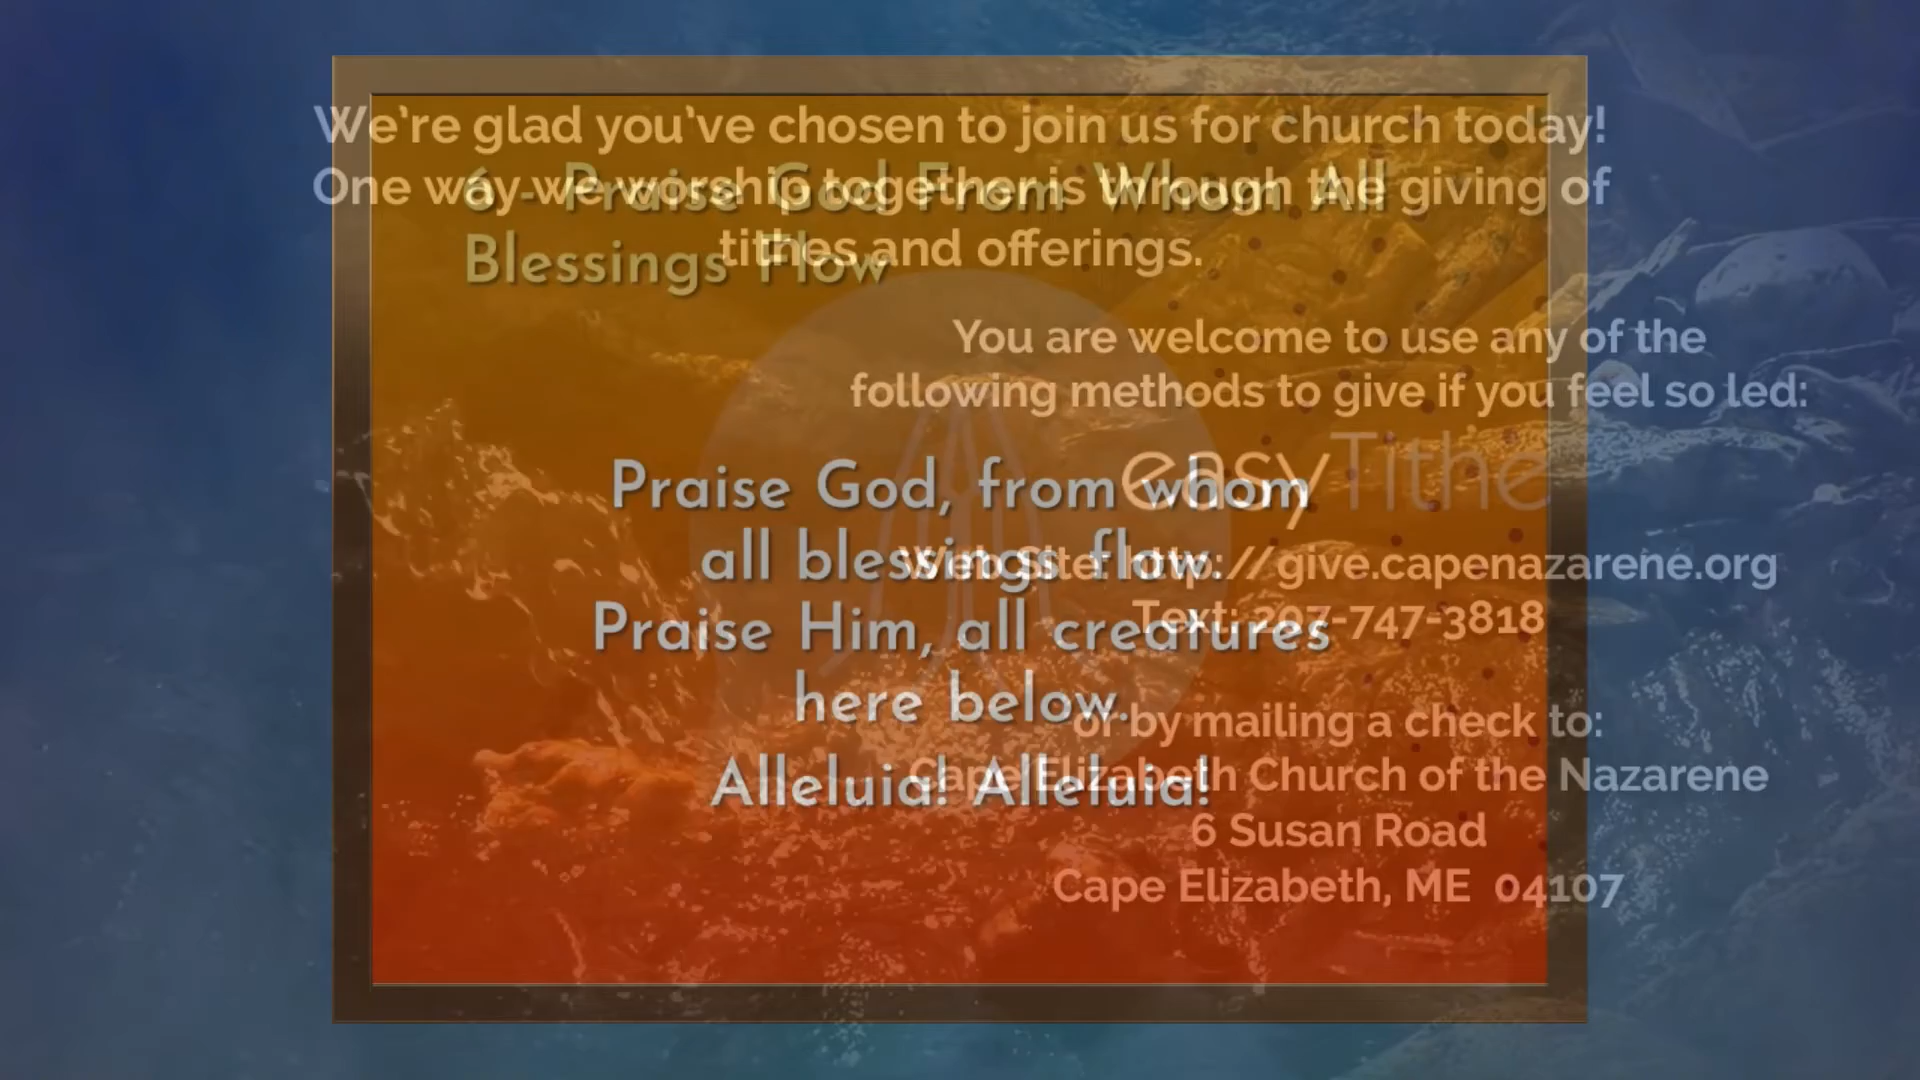 We're glad you've chosen to join us for church today!
One way we worship together is through the giving of
tithes and offerings.
6 - Praise God From Whom All
Blessings Flow
You are welcome to use any of the
following methods to give if you feel so led:
easyTithe
Web Site: http://give.capenazarene.org
Text: 207-747-3818
or by mailing a check to:
Cape Elizabeth Church of the Nazarene
6 Susan Road
Cape Elizabeth, ME 04107
Praise God, from whom
all blessings flow.
Praise Him, all creatures
here below.
Alleluia! Alleluia!